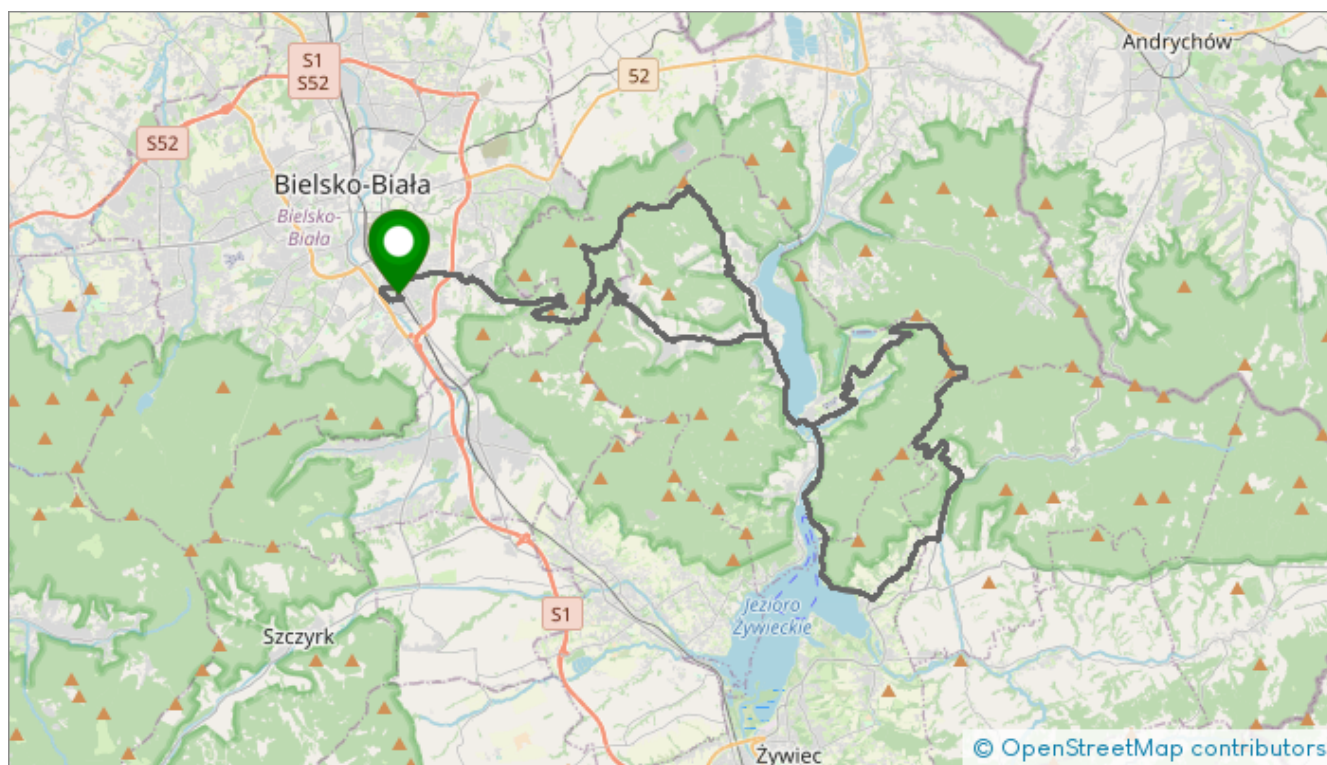 Andrychów
S1
S52
52
S52
Bielsko-Biała
Bielsko-
Biała
Jezioro
Żywieckie
S1
Szczyrk
Żywiec
© OpenStreetMap contributors